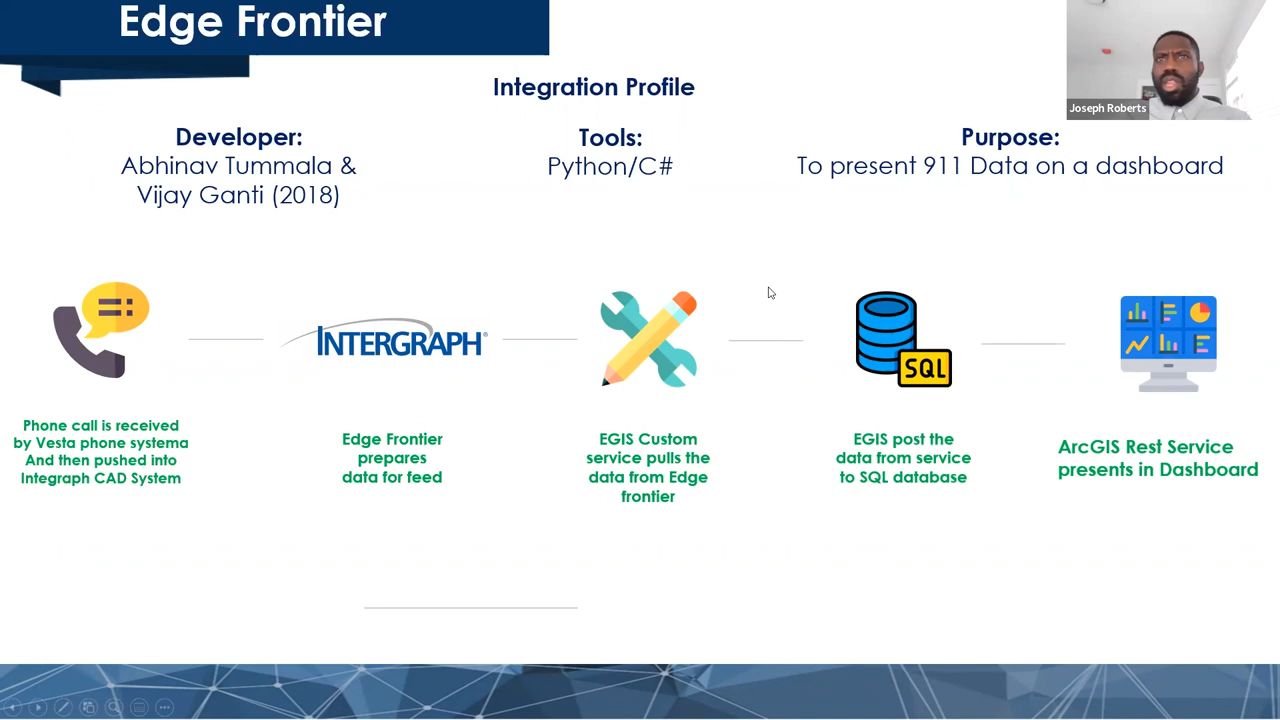 Edge Frontier
Joseph Roberts
Integration Profile
Developer:
Abhinav Tummala &
Vijay Ganti (2018)
Tools:
Python/C#
Purpose:
To present 911 Data on a dashboard
INTERGRAPH®
SQL
Phone call is received
by Vesta phone systema
And then pushed into
Integraph CAD System
Edge Frontier
prepares
data for feed
EGIS Custom
service pulls the
data from Edge
frontier
EGIS post the
data from service
to SQL database
ArcGIS Rest Service
presents in Dashboard